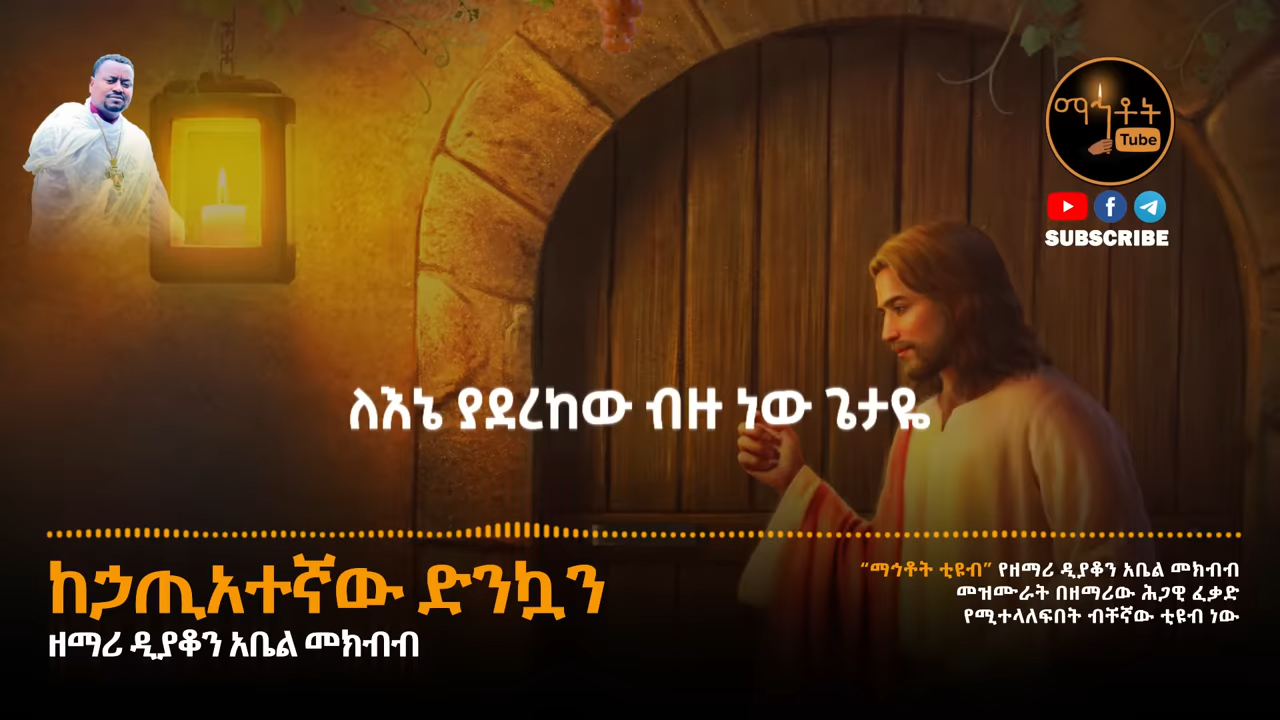 ማኅቶት
Tube
SUBSCRIBE
ለእኔ ያደረከው ብዙ ነው ጌታዬ
ከኃጢአተኛው ድንኳን
ዘማሪ ዲያቆን አቤል መክብብ
“ማኅቶት ቲዩብ” የዘማሪ ዲያቆን አቤል መክብብ
መዝሙራት በዘማሪው ሕጋዊ ፈቃድ
የሚተላለፍበት ብቸኛው ቲዩብ ነው